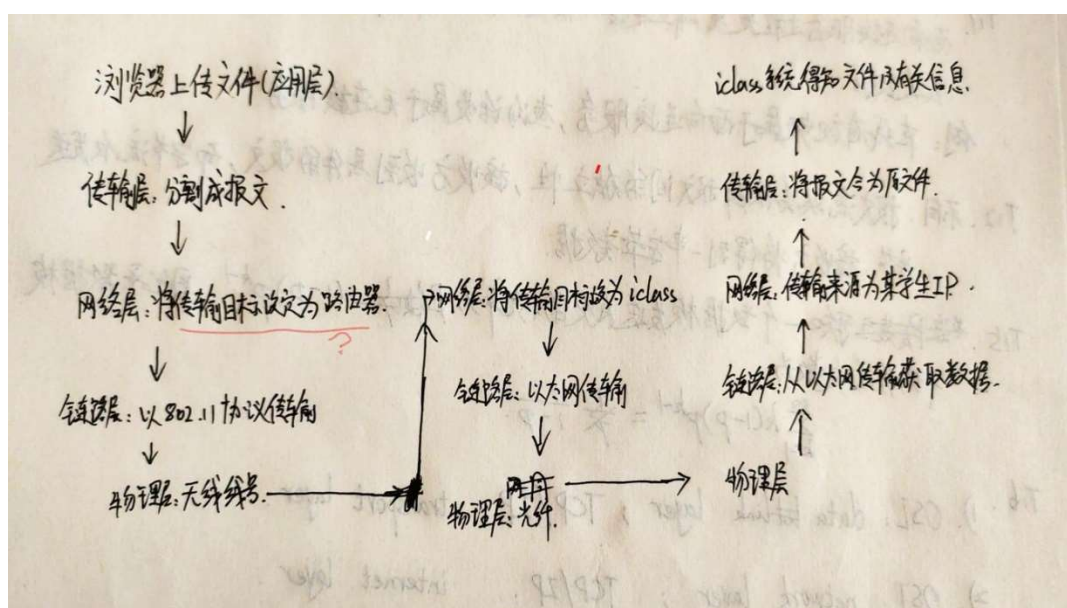 浏览器上传文件(应用层).
传输层: 分割成报文.
网络层: 将传输目标设定为路由器.
?
链路层: 以802.11协议传输
物理层: 无线线号.
网络层: 将传输目标设为iclass
链路层: 以太网传输
物理层: 光纤.
iclass系统得知文件及有关信息
传输层: 将报文合为原文件.
网络层: 传输来源为某学生IP.
链路层: 从以太网传输获取数据.
物理层